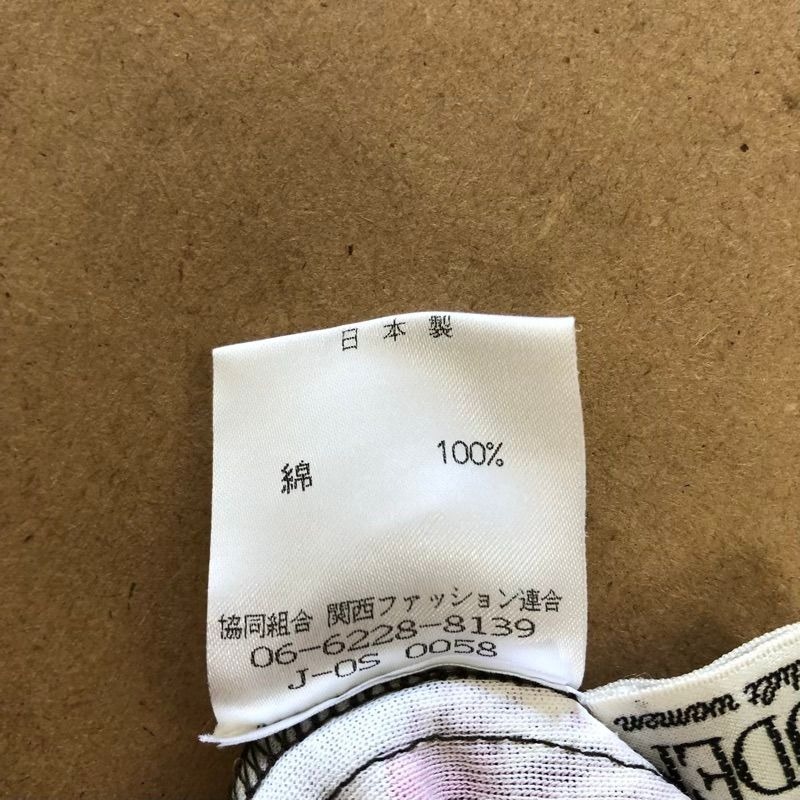 日本製
綿 100%
協同組合 関西ファッション連合
06-6228-8139
J-OS 0058